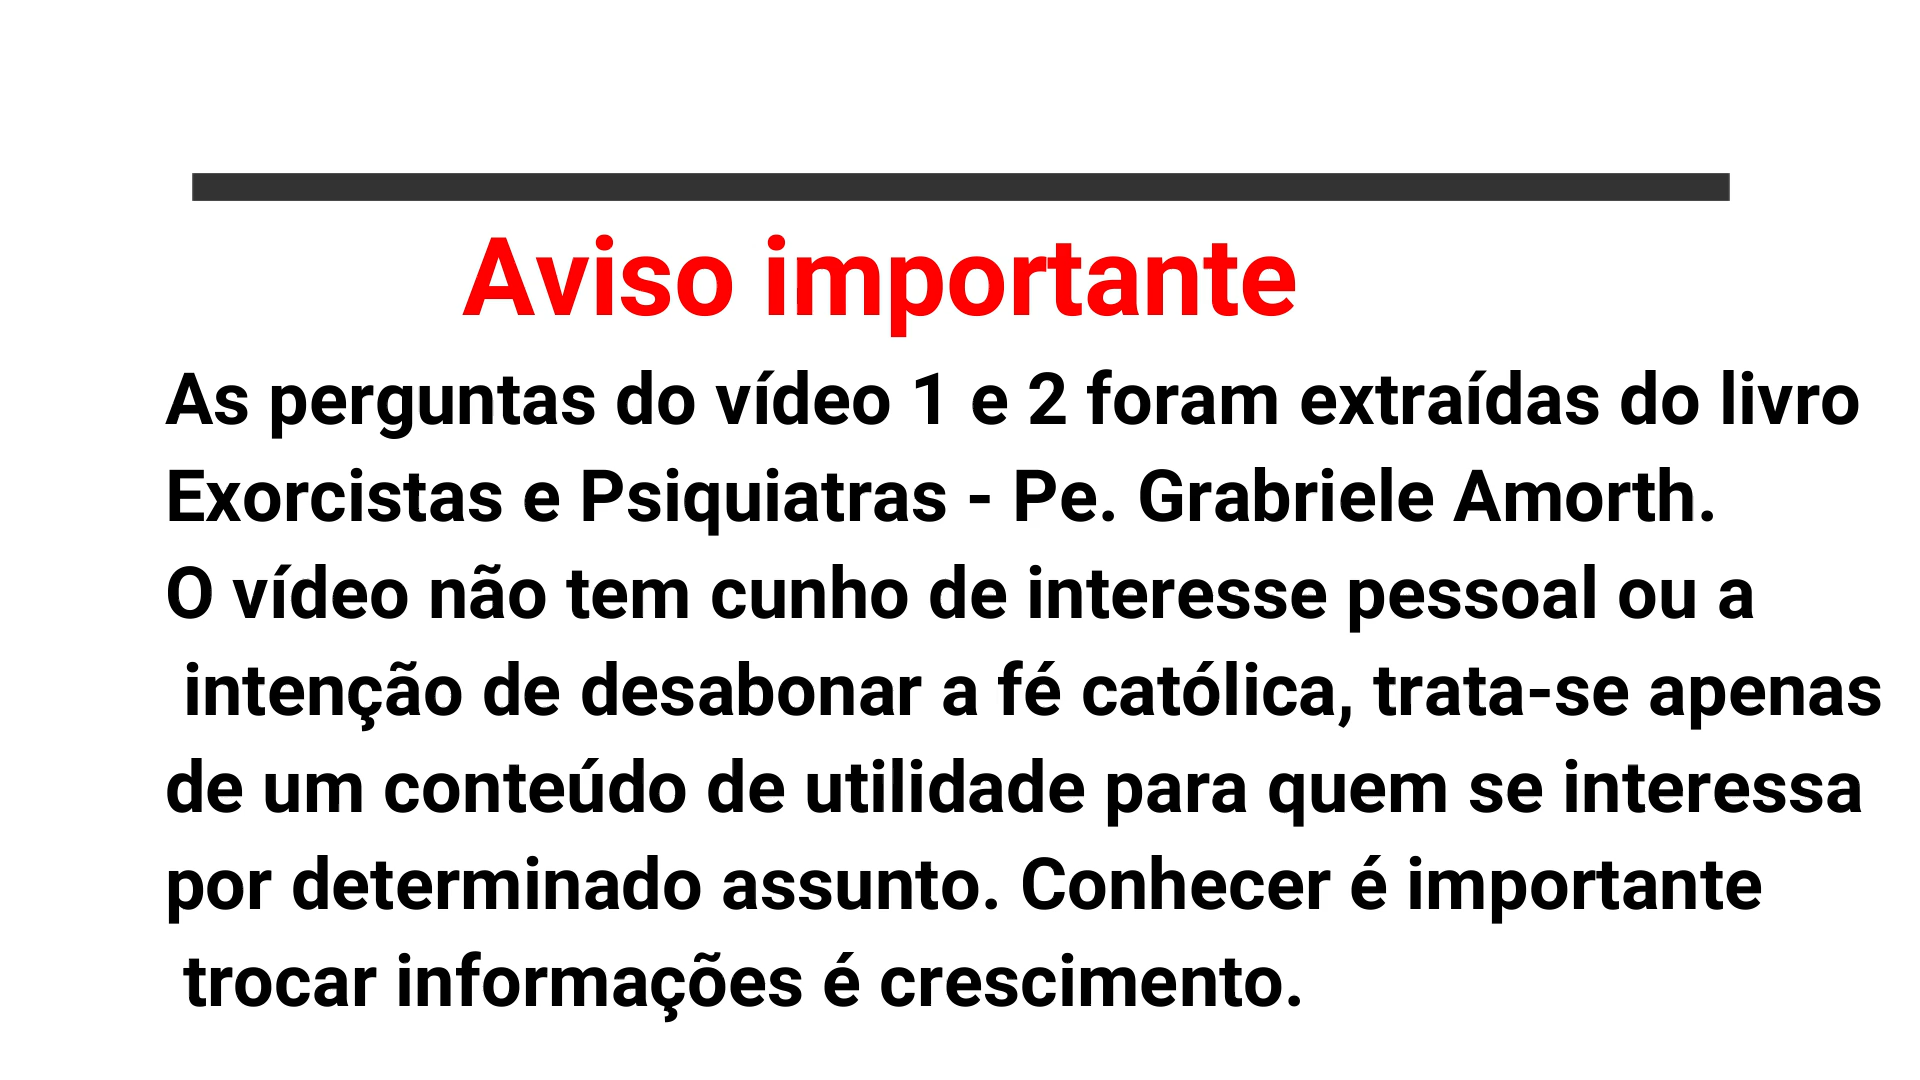 Aviso importante
As perguntas do vídeo 1 e 2 foram extraídas do livro
Exorcistas e Psiquiatras - Pe. Grabriele Amorth.
O vídeo não tem cunho de interesse pessoal ou a
intenção de desabonar a fé católica, trata-se apenas
de um conteúdo de utilidade para quem se interessa
por determinado assunto. Conhecer é importante
trocar informações é crescimento.